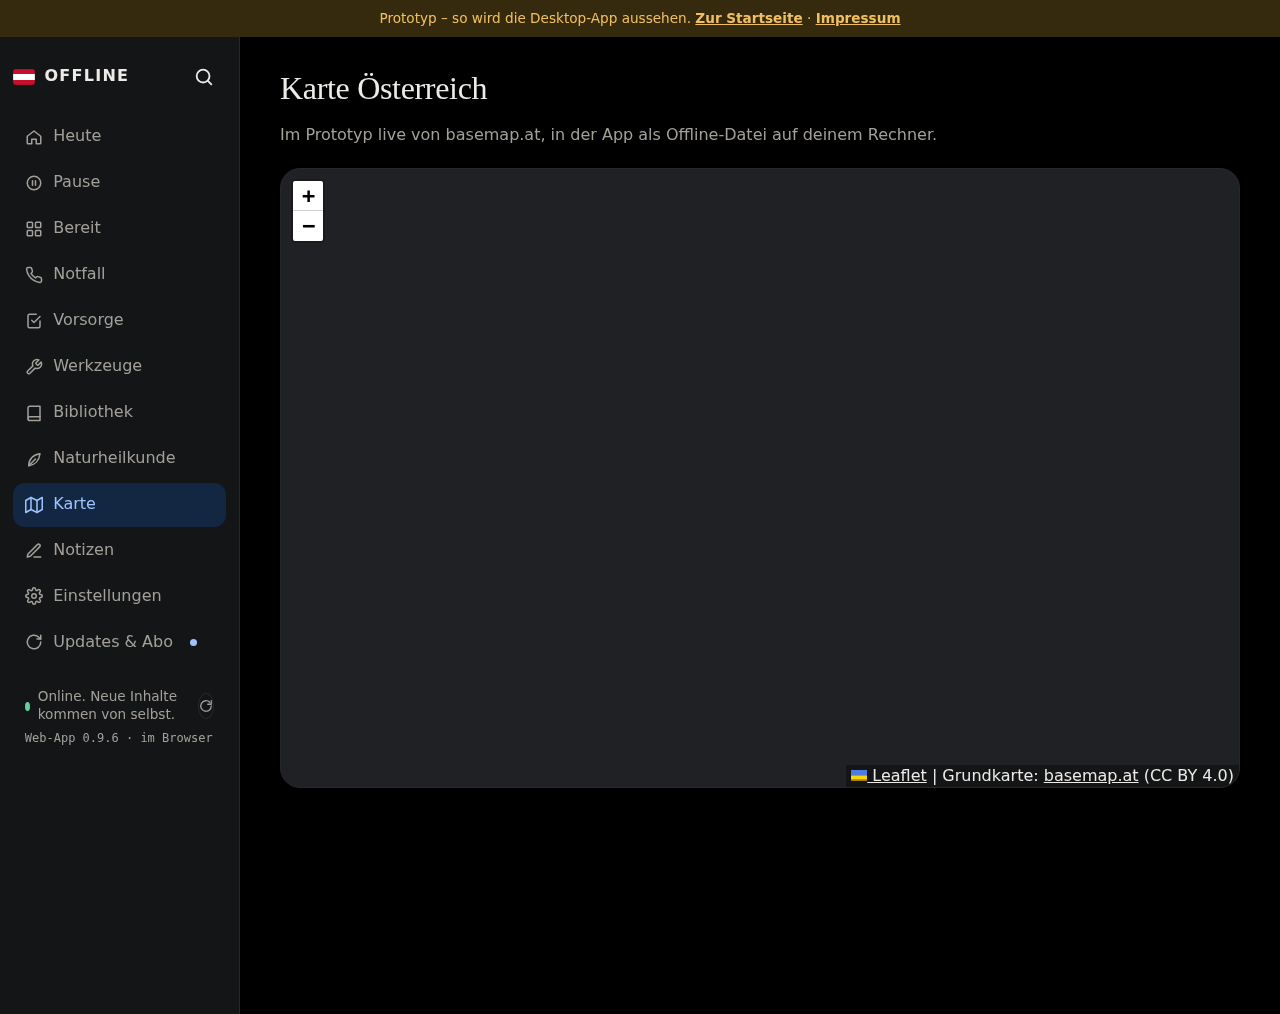 Prototyp – so wird die Desktop-App aussehen. Zur Startseite · Impressum
OFFLINE
Heute
Pause
Bereit
Notfall
Vorsorge
Werkzeuge
Bibliothek
Naturheilkunde
Karte
Notizen
Einstellungen
Updates & Abo
Online. Neue Inhalte
kommen von selbst.
Web-App 0.9.6 · im Browser
Karte Österreich
Im Prototyp live von basemap.at, in der App als Offline-Datei auf deinem Rechner.
+
−
Leaflet | Grundkarte: basemap.at (CC BY 4.0)